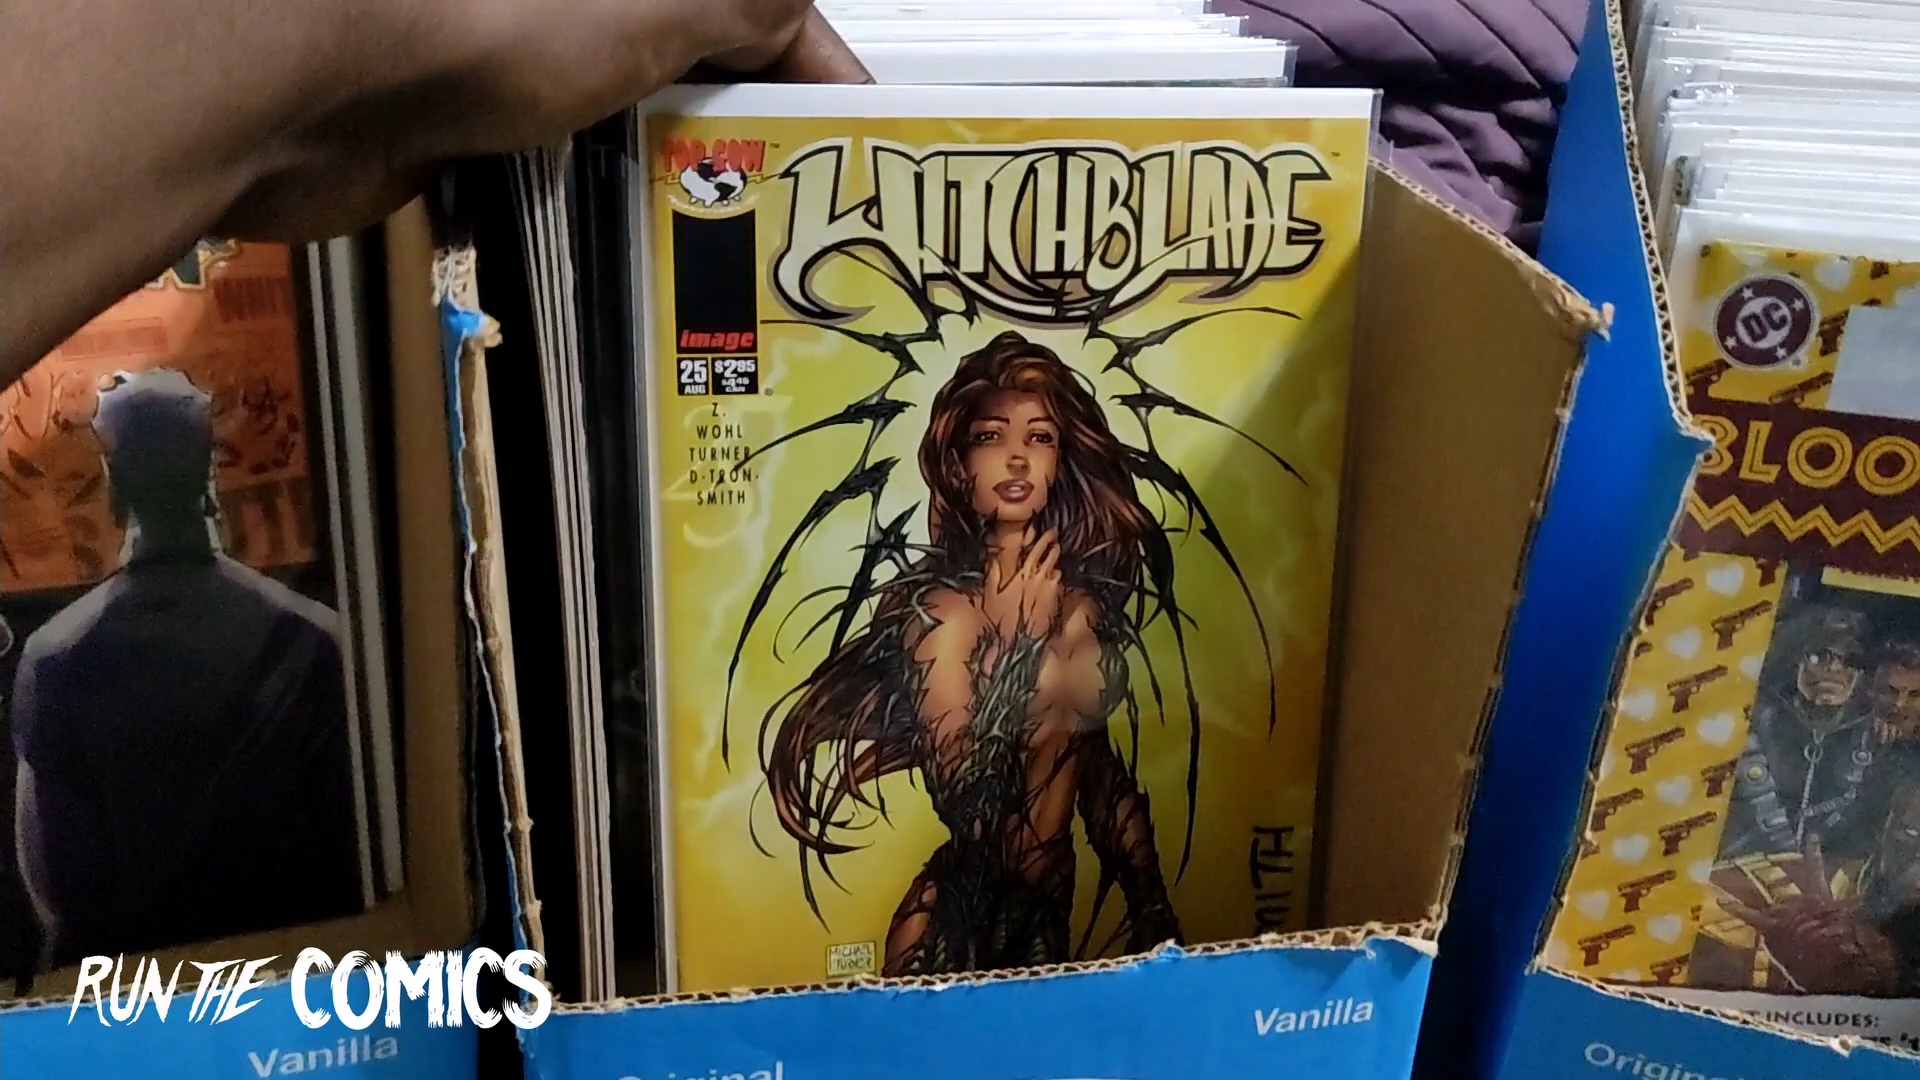 TOP COW
WITCHBLADE
image
25
AUG
$2.95
$4.45
CAN
Z.
WOHL
TURNER
D-TRON-
SMITH
MICHAEL
TURNER
DC
BLOO
INCLUDES:
RUN THE COMICS
Vanilla
Vanilla
Original
Origin